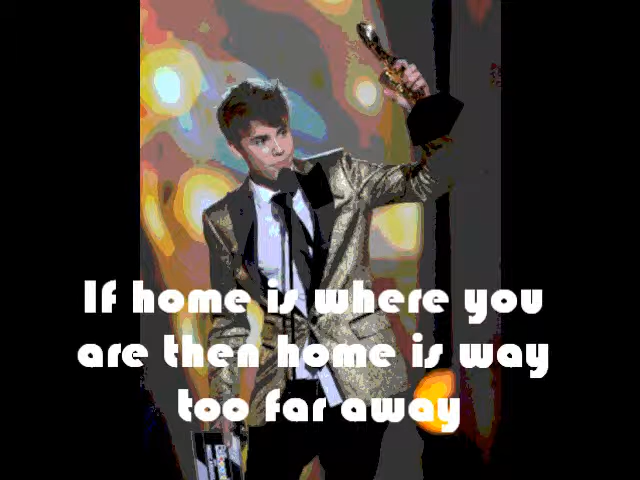 If home is where you
are then home is way
too far away